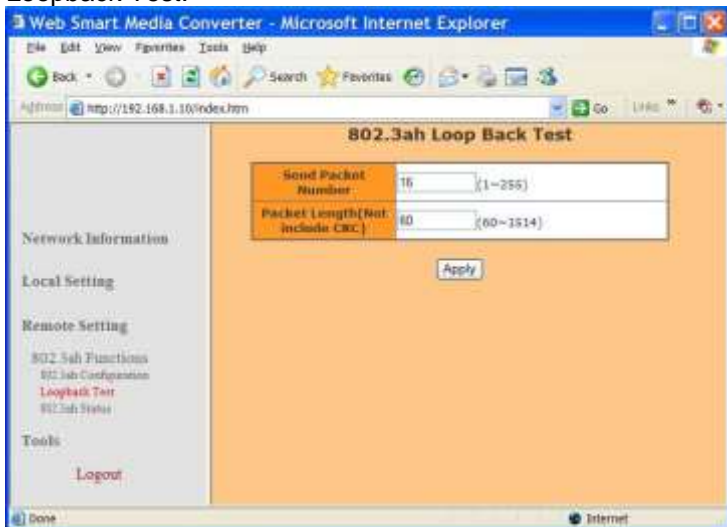 Loopback Test.
Web Smart Media Converter - Microsoft Internet Explorer
File Edit View Favorites Tools Help
Back Search Favorites
Address http://192.168.1.10/index.htm Go Links »
802.3ah Loop Back Test
Send Packet Number 16 (1~255)
Packet Length(Not include CRC) 60 (60~1514)
Apply
Network Information
Local Setting
Remote Setting
802.3ah Functions
802.3ah Configuration
Loopback Test
802.3ah Status
Tools
Logout
Done Internet